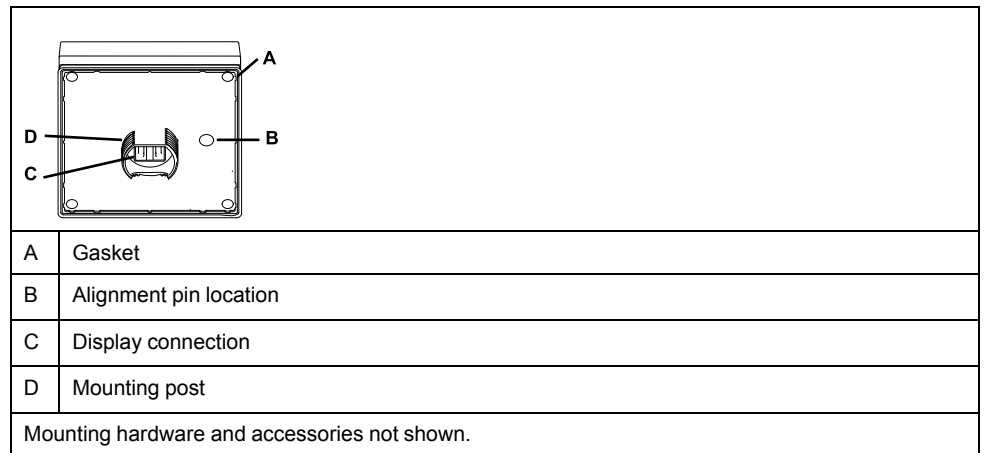 A
D
B
C
A Gasket
B Alignment pin location
C Display connection
D Mounting post
Mounting hardware and accessories not shown.